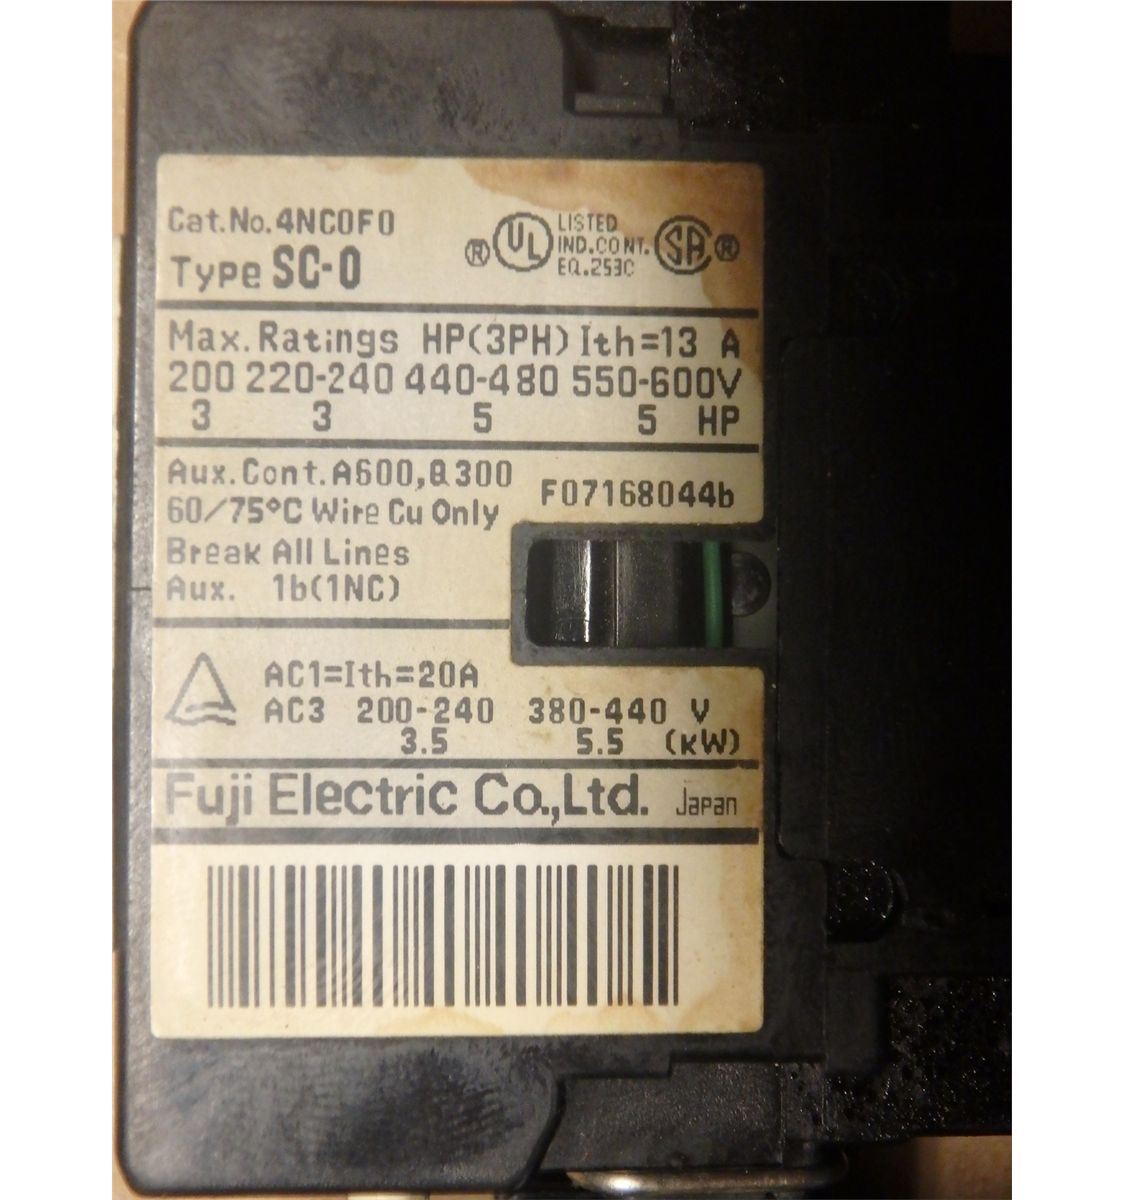 Cat.No.4NC0F0
Type SC-0
® UL LISTED
IND.CONT.
EQ.253C
SA ®
Max.Ratings HP(3PH) Ith=13 A
200 220-240 440-480 550-600V
3 3 5 5 HP
Aux.Cont.A600,Q300
F07168044b
60/75°C Wire Cu Only
Break All Lines
Aux. 1b(1NC)
AC1=Ith=20A
AC3 200-240 380-440 V
3.5 5.5 (kW)
Fuji Electric Co.,Ltd. Japan